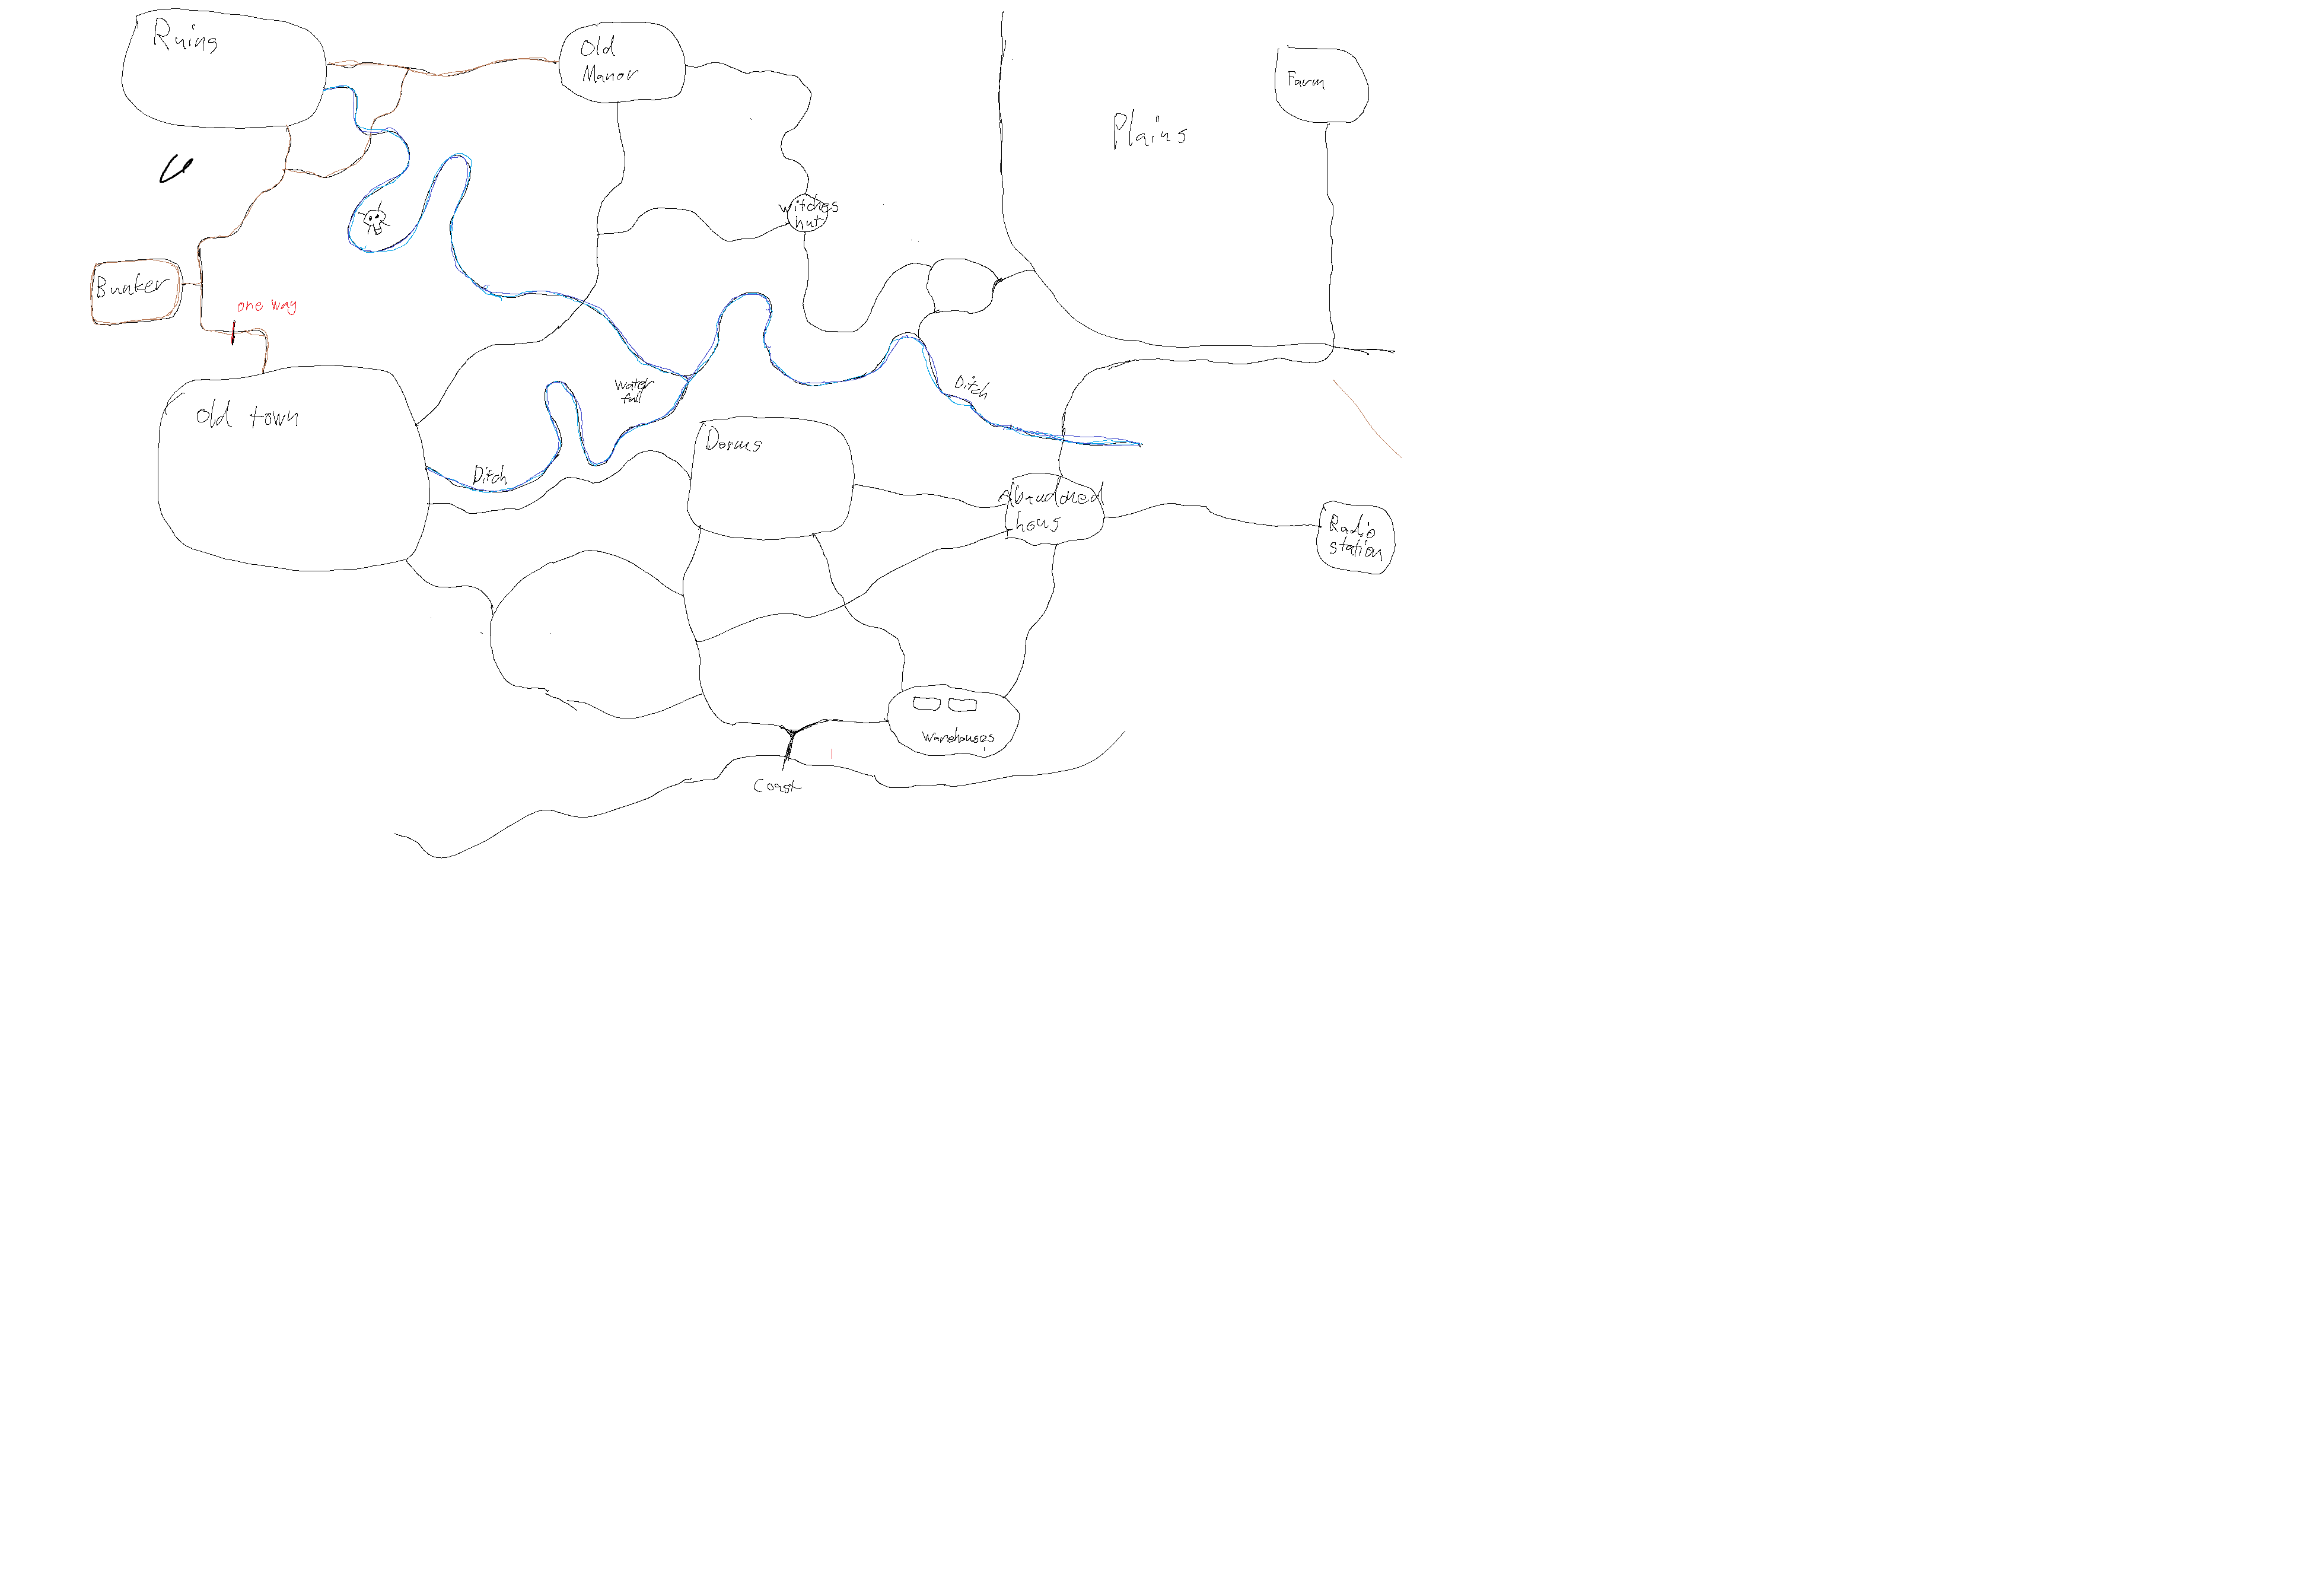 Ruins
Old
Manor
Farm
Plains
witches
hut
Bunker
one way
Water
fall
Ditch
Old town
Dorms
Ditch
Abandoned
hous
Radio
station
Warehouses
Coast